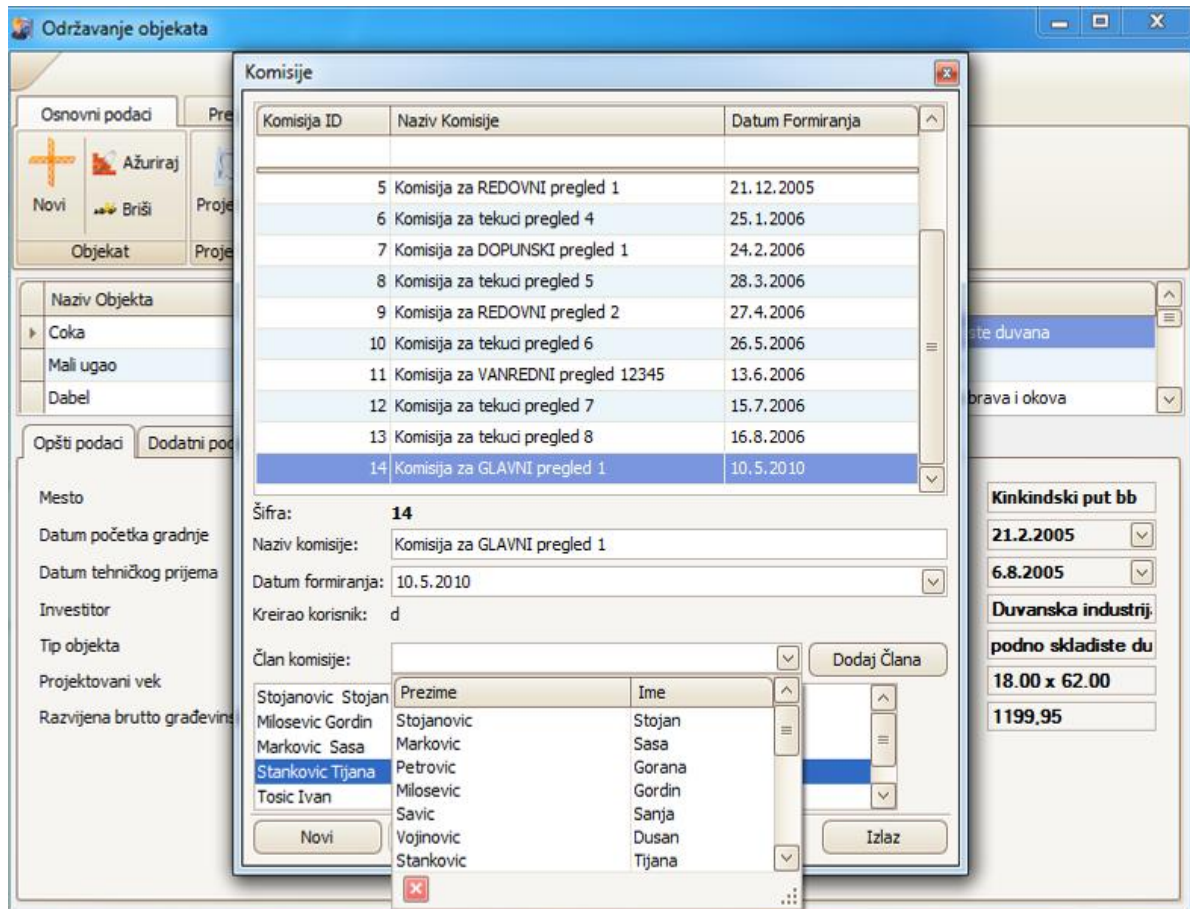 Održavanje objekata
Komisije
Osnovni podaci
Komisija ID Naziv Komisije Datum Formiranja
Novi
Ažuriraj
Briši
Objekat
5 Komisija za REDOVNI pregled 1 21.12.2005
6 Komisija za tekuci pregled 4 25.1.2006
7 Komisija za DOPUNSKI pregled 1 24.2.2006
8 Komisija za tekuci pregled 5 28.3.2006
9 Komisija za REDOVNI pregled 2 27.4.2006
10 Komisija za tekuci pregled 6 26.5.2006
11 Komisija za VANREDNI pregled 12345 13.6.2006
12 Komisija za tekuci pregled 7 15.7.2006
13 Komisija za tekuci pregled 8 16.8.2006
14 Komisija za GLAVNI pregled 1 10.5.2010
Naziv Objekta
Coka
ste duvana
Mali ugao
Dabel
brava i okova
Opšti podaci Dodatni pod
Šifra: 14
Naziv komisije: Komisija za GLAVNI pregled 1
Datum formiranja: 10.5.2010
Kreirao korisnik: d
Član komisije:
Dodaj Člana
Stojanovic Stojan
Milosevic Gordin
Markovic Sasa
Stankovic Tijana
Tosic Ivan
Prezime Ime
Stojanovic Stojan
Markovic Sasa
Petrovic Gorana
Milosevic Gordin
Savic Sanja
Vojinovic Dusan
Stankovic Tijana
Novi
Izlaz
Mesto
Kinkindski put bb
Datum početka gradnje
21.2.2005
Datum tehničkog prijema
6.8.2005
Investitor
Duvanska industrij
Tip objekta
podno skladiste du
Projektovani vek
18.00 x 62.00
Razvijena brutto građevins
1199,95